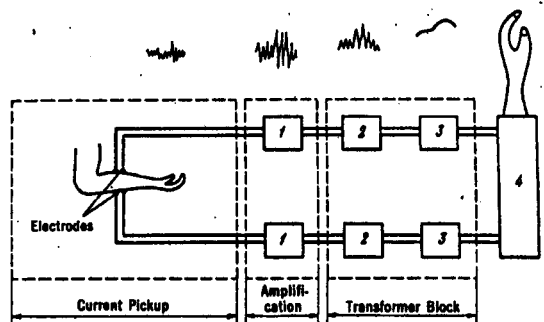 1
2
3
4
Electrodes
1
2
3
Current Pickup
Amplifi-
cation
Transformer Block